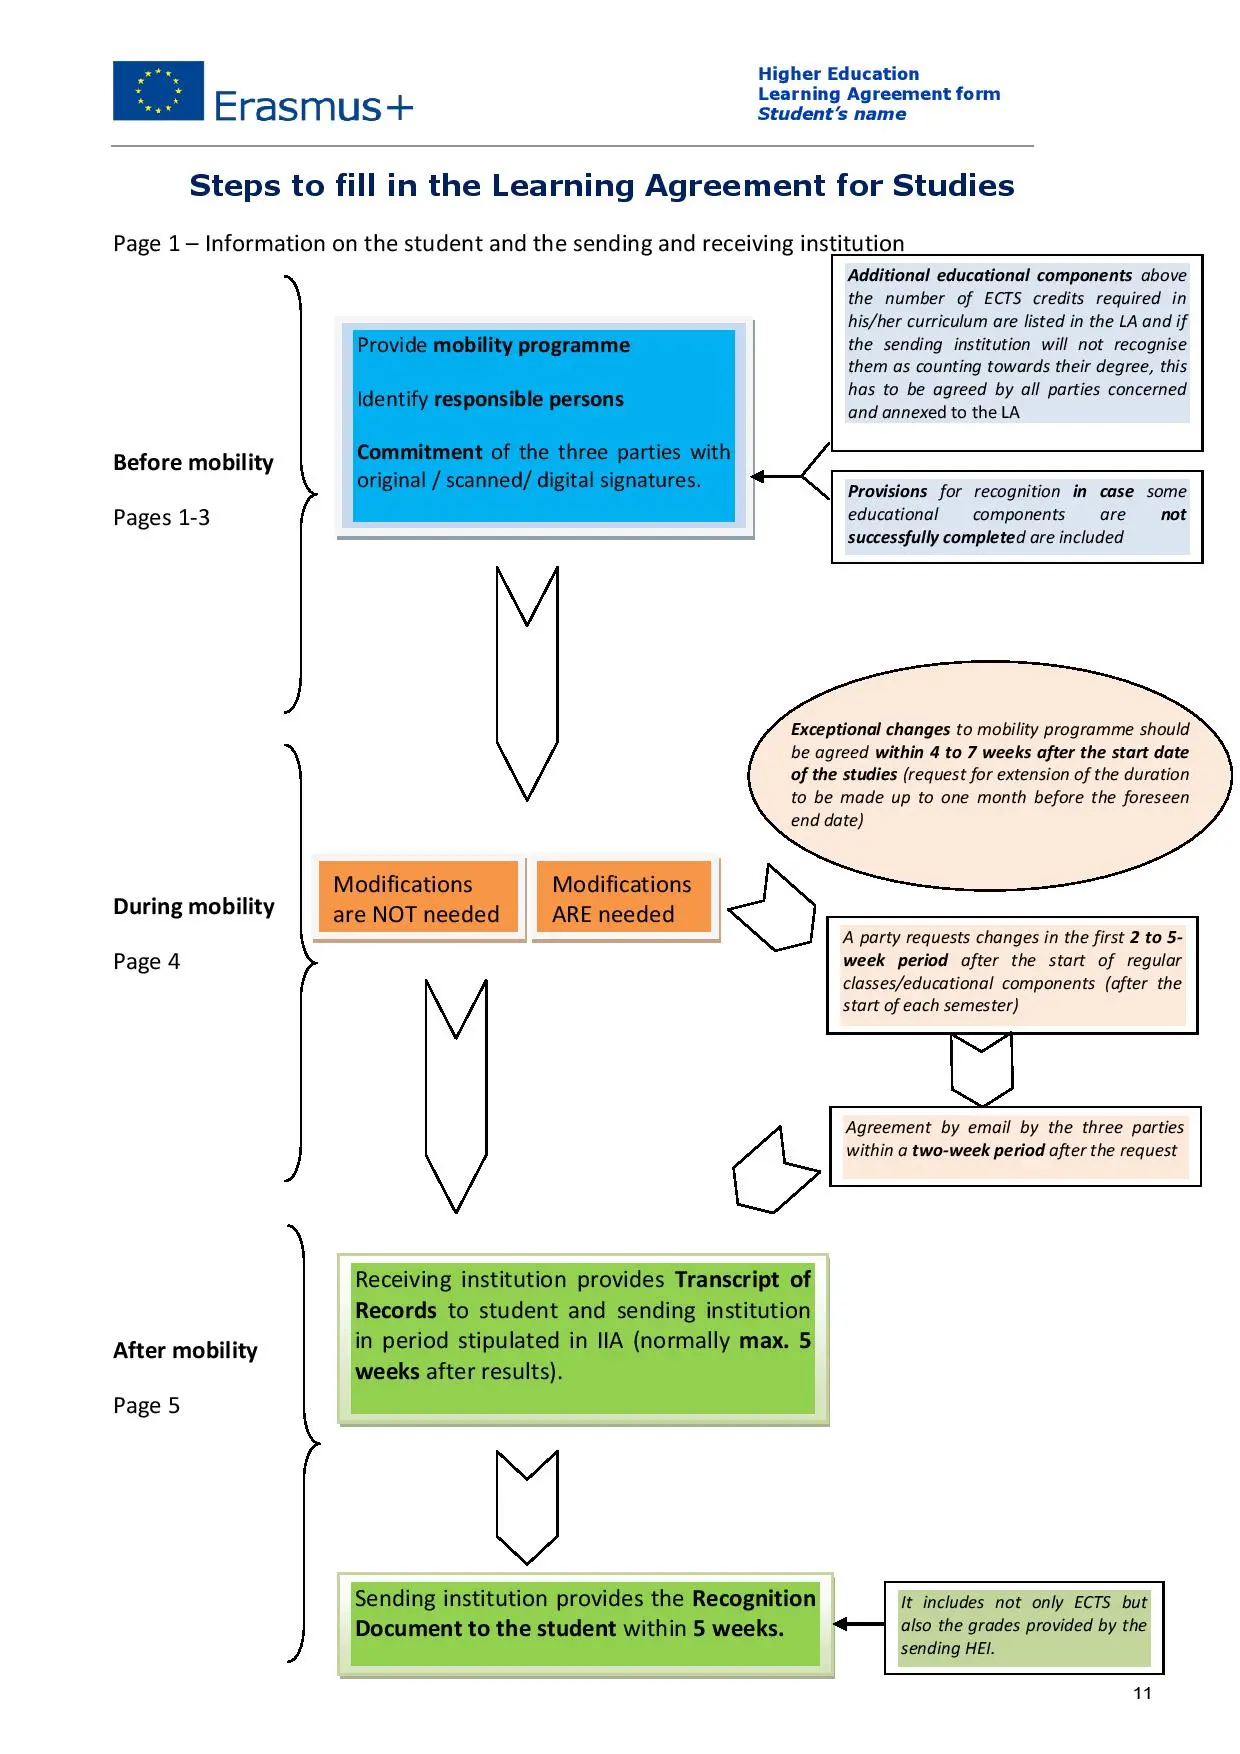 Erasmus+
Higher Education
Learning Agreement form
Student's name
Steps to fill in the Learning Agreement for Studies
Page 1 – Information on the student and the sending and receiving institution
Additional educational components above
the number of ECTS credits required in
his/her curriculum are listed in the LA and if
the sending institution will not recognise
them as counting towards their degree, this
has to be agreed by all parties concerned
and annexed to the LA
Provide mobility programme
Identify responsible persons
Commitment of the three parties with
original / scanned/ digital signatures.
Before mobility
Pages 1-3
Provisions for recognition in case some
educational components are not
successfully completed are included
Exceptional changes to mobility programme should
be agreed within 4 to 7 weeks after the start date
of the studies (request for extension of the duration
to be made up to one month before the foreseen
end date)
During mobility
Page 4
Modifications
are NOT needed
Modifications
ARE needed
A party requests changes in the first 2 to 5-
week period after the start of regular
classes/educational components (after the
start of each semester)
Agreement by email by the three parties
within a two-week period after the request
After mobility
Page 5
Receiving institution provides Transcript of
Records to student and sending institution
in period stipulated in IIA (normally max. 5
weeks after results).
Sending institution provides the Recognition
Document to the student within 5 weeks.
It includes not only ECTS but
also the grades provided by the
sending HEI.
11